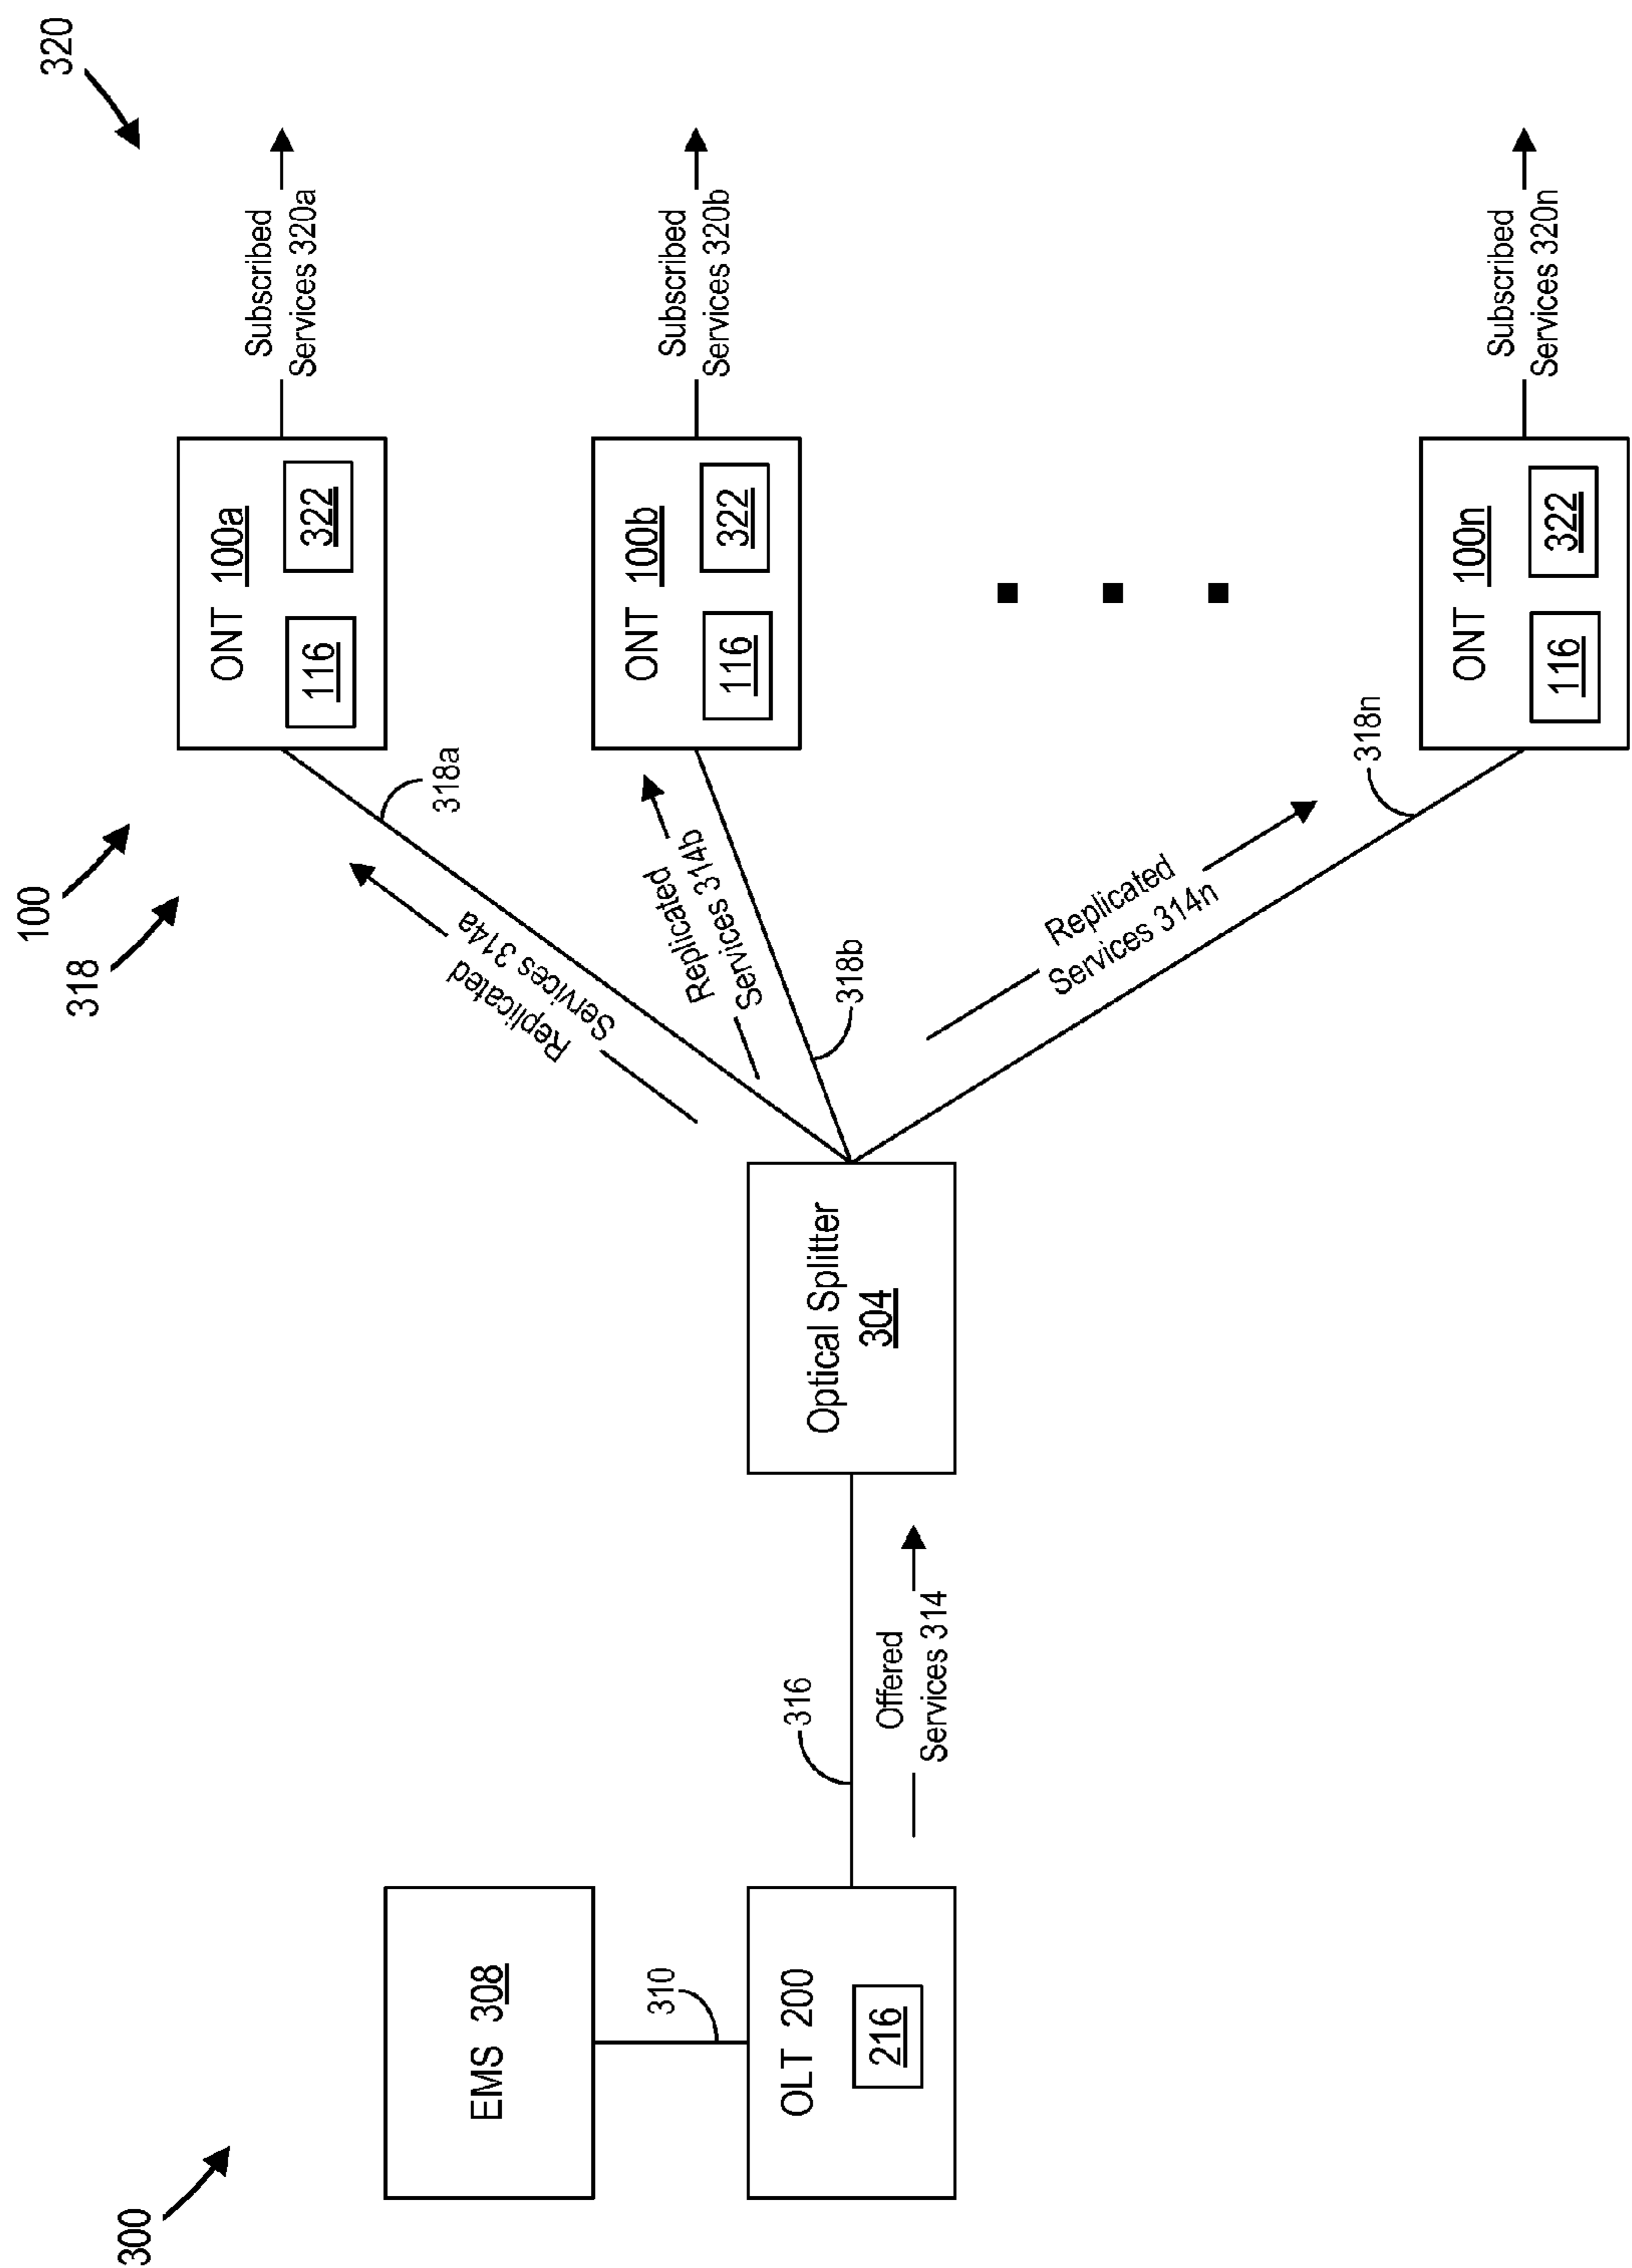 300
EMS 308
310
OLT 200
216
316
Offered
Services 314
Optical Splitter
304
318
100
Replicated
Services 314a
318a
Replicated
Services 314b
318b
Replicated
Services 314n
318n
ONT 100a
116
322
ONT 100b
116
322
ONT 100n
116
322
320
Subscribed
Services 320a
Subscribed
Services 320b
Subscribed
Services 320n